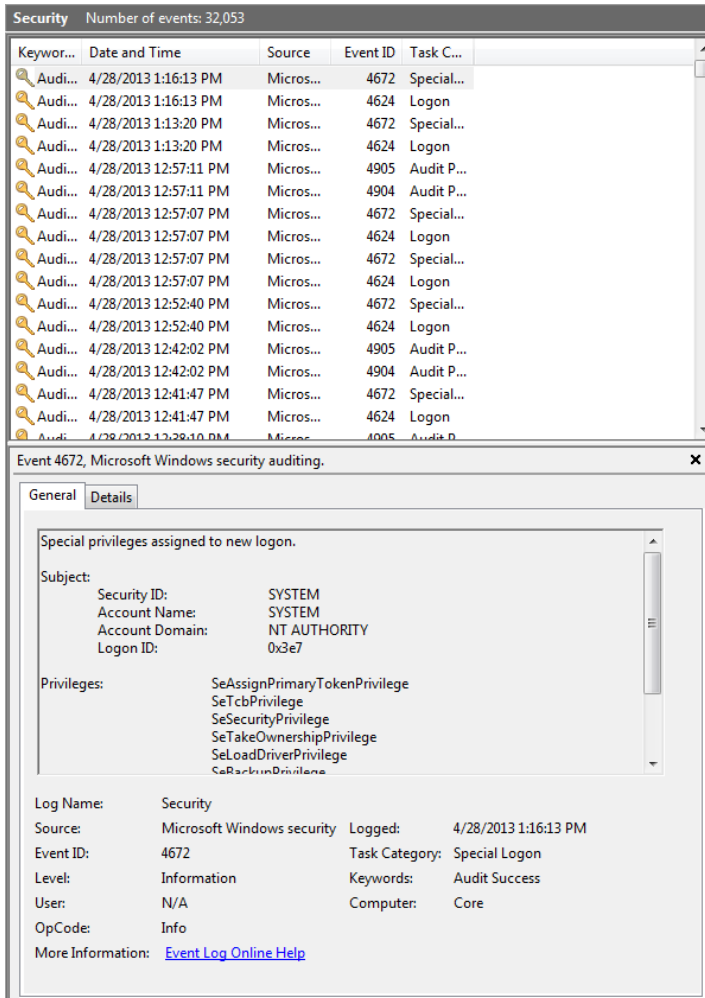 Security Number of events: 32,053
Keywor... Date and Time Source Event ID Task C...
Audi... 4/28/2013 1:16:13 PM Micros... 4672 Special...
Audi... 4/28/2013 1:16:13 PM Micros... 4624 Logon
Audi... 4/28/2013 1:13:20 PM Micros... 4672 Special...
Audi... 4/28/2013 1:13:20 PM Micros... 4624 Logon
Audi... 4/28/2013 12:57:11 PM Micros... 4905 Audit P...
Audi... 4/28/2013 12:57:11 PM Micros... 4904 Audit P...
Audi... 4/28/2013 12:57:07 PM Micros... 4672 Special...
Audi... 4/28/2013 12:57:07 PM Micros... 4624 Logon
Audi... 4/28/2013 12:57:07 PM Micros... 4672 Special...
Audi... 4/28/2013 12:57:07 PM Micros... 4624 Logon
Audi... 4/28/2013 12:52:40 PM Micros... 4672 Special...
Audi... 4/28/2013 12:52:40 PM Micros... 4624 Logon
Audi... 4/28/2013 12:42:02 PM Micros... 4905 Audit P...
Audi... 4/28/2013 12:42:02 PM Micros... 4904 Audit P...
Audi... 4/28/2013 12:41:47 PM Micros... 4672 Special...
Audi... 4/28/2013 12:41:47 PM Micros... 4624 Logon
Audi... 4/28/2013 12:38:10 PM Micros... 4905 Audit P...
Event 4672, Microsoft Windows security auditing.
General Details
Special privileges assigned to new logon.
Subject:
Security ID: SYSTEM
Account Name: SYSTEM
Account Domain: NT AUTHORITY
Logon ID: 0x3e7
Privileges: SeAssignPrimaryTokenPrivilege
SeTcbPrivilege
SeSecurityPrivilege
SeTakeOwnershipPrivilege
SeLoadDriverPrivilege
SeBackupPrivilege
Log Name: Security
Source: Microsoft Windows security Logged: 4/28/2013 1:16:13 PM
Event ID: 4672 Task Category: Special Logon
Level: Information Keywords: Audit Success
User: N/A Computer: Core
OpCode: Info
More Information: Event Log Online Help